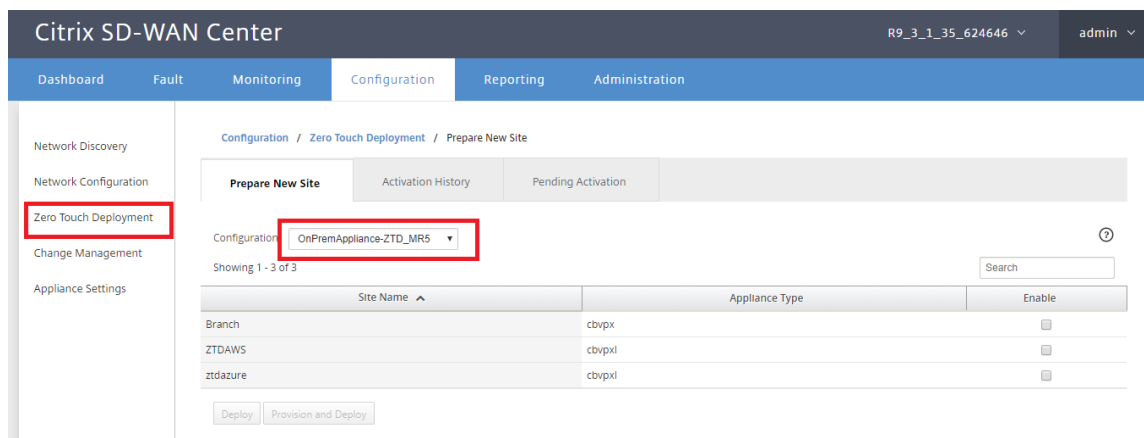 Citrix SD-WAN Center
R9_3_1_35_624646
admin
Dashboard Fault Monitoring Configuration Reporting Administration
Network Discovery
Network Configuration
Zero Touch Deployment
Change Management
Appliance Settings
Configuration / Zero Touch Deployment / Prepare New Site
Prepare New Site Activation History Pending Activation
Configuration OnPremAppliance-ZTD_MR5
?
Showing 1 - 3 of 3
Search
Site Name Appliance Type Enable
Branch cbvpx
ZTDAWS cbvpxl
ztdazure cbvpxl
Deploy Provision and Deploy